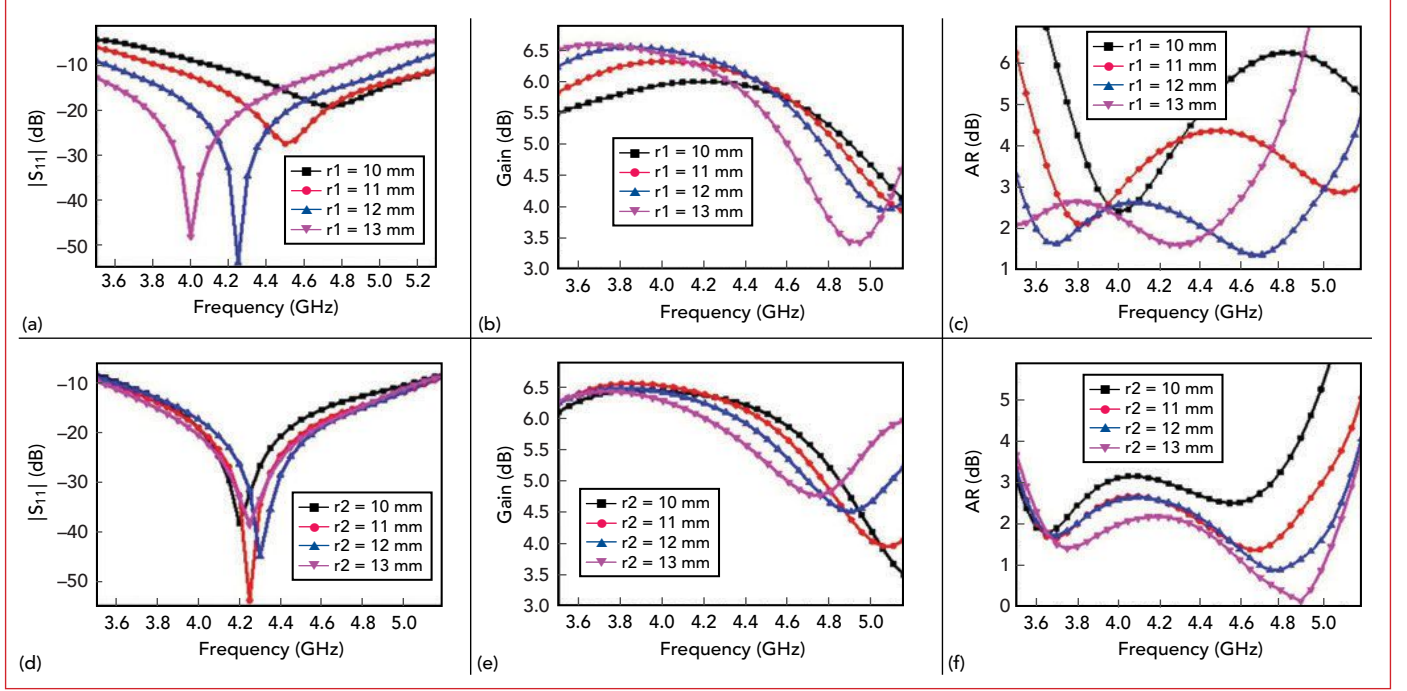 |S11| (dB)
−10
−20
−30
−40
−50
r1 = 10 mm
r1 = 11 mm
r1 = 12 mm
r1 = 13 mm
3.6 3.8 4.0 4.2 4.4 4.6 4.8 5.0 5.2
Frequency (GHz)
(a)
Gain (dB)
6.5
6.0
5.5
5.0
4.5
4.0
3.5
3.0
r1 = 10 mm
r1 = 11 mm
r1 = 12 mm
r1 = 13 mm
3.6 3.8 4.0 4.2 4.4 4.6 4.8 5.0
Frequency (GHz)
(b)
AR (dB)
6
5
4
3
2
1
r1 = 10 mm
r1 = 11 mm
r1 = 12 mm
r1 = 13 mm
3.6 3.8 4.0 4.2 4.4 4.6 4.8 5.0
Frequency (GHz)
(c)
|S11| (dB)
−10
−20
−30
−40
−50
r2 = 10 mm
r2 = 11 mm
r2 = 12 mm
r2 = 13 mm
3.6 3.8 4.0 4.2 4.4 4.6 4.8 5.0
Frequency (GHz)
(d)
Gain (dB)
6.5
6.0
5.5
5.0
4.5
4.0
6.5
3.0
r2 = 10 mm
r2 = 11 mm
r2 = 12 mm
r2 = 13 mm
3.6 3.8 4.0 4.2 4.4 4.6 4.8 5.0
Frequency (GHz)
(e)
AR (dB)
5
4
3
2
1
0
r2 = 10 mm
r2 = 11 mm
r2 = 12 mm
r2 = 13 mm
3.6 3.8 4.0 4.2 4.4 4.6 4.8 5.0
Frequency (GHz)
(f)